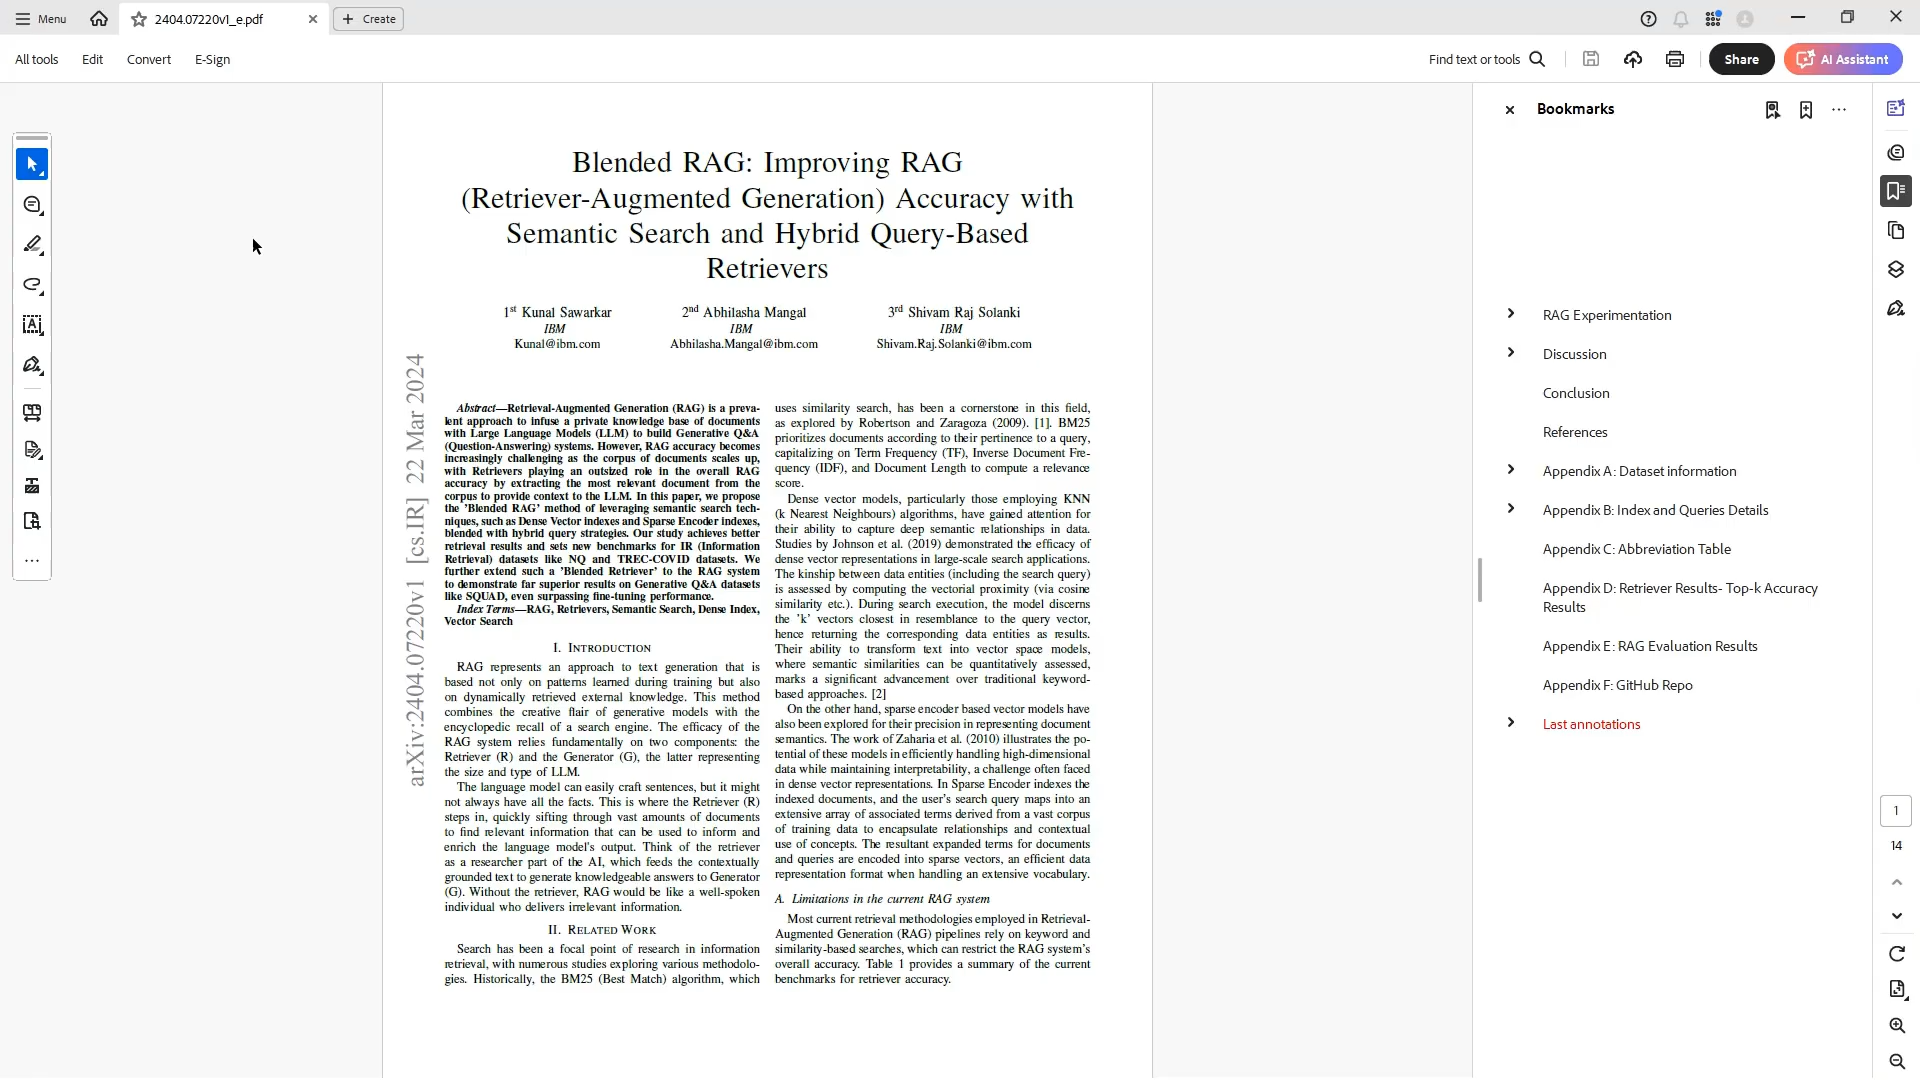 Menu
2404.07220v1_e.pdf
Create
All tools
Edit
Convert
E-Sign
Find text or tools
Share
AI Assistant
Blended RAG: Improving RAG
(Retriever-Augmented Generation) Accuracy with
Semantic Search and Hybrid Query-Based
Retrievers
1st Kunal Sawarkar
IBM
Kunal@ibm.com
2nd Abhilasha Mangal
IBM
Abhilasha.Mangal@ibm.com
3rd Shivam Raj Solanki
IBM
Shivam.Raj.Solanki@ibm.com
arXiv:2404.07220v1 [cs.IR] 22 Mar 2024
Abstract—Retrieval-Augmented Generation (RAG) is a preva-
lent approach to infuse a private knowledge base of documents
with Large Language Models (LLM) to build Generative Q&A
(Question-Answering) systems. However, RAG accuracy becomes
increasingly challenging as the corpus of documents scales up,
with Retrievers playing an outsized role in the overall RAG
accuracy by extracting the most relevant document from the
corpus to provide context to the LLM. In this paper, we propose
the 'Blended RAG' method of leveraging semantic search tech-
niques, such as Dense Vector indexes and Sparse Encoder indexes,
blended with hybrid query strategies. Our study achieves better
retrieval results and sets new benchmarks for IR (Information
Retrieval) datasets like NQ and TREC-COVID datasets. We
further extend such a 'Blended Retriever' to the RAG system
to demonstrate far superior results on Generative Q&A datasets
like SQUAD, even surpassing fine-tuning performance.
Index Terms—RAG, Retrievers, Semantic Search, Dense Index,
Vector Search
I. INTRODUCTION
RAG represents an approach to text generation that is
based not only on patterns learned during training but also
on dynamically retrieved external knowledge. This method
combines the creative flair of generative models with the
encyclopedic recall of a search engine. The efficacy of the
RAG system relies fundamentally on two components: the
Retriever (R) and the Generator (G), the latter representing
the size and type of LLM.
The language model can easily craft sentences, but it might
not always have all the facts. This is where the Retriever (R)
steps in, quickly sifting through vast amounts of documents
to find relevant information that can be used to inform and
enrich the language model's output. Think of the retriever
as a researcher part of the AI, which feeds the contextually
grounded text to generate knowledgeable answers to Generator
(G). Without the retriever, RAG would be like a well-spoken
individual who delivers irrelevant information.
II. RELATED WORK
Search has been a focal point of research in information
retrieval, with numerous studies exploring various methodolo-
gies. Historically, the BM25 (Best Match) algorithm, which
uses similarity search, has been a cornerstone in this field,
as explored by Robertson and Zaragoza (2009). [1]. BM25
prioritizes documents according to their pertinence to a query,
capitalizing on Term Frequency (TF), Inverse Document Fre-
quency (IDF), and Document Length to compute a relevance
score.
Dense vector models, particularly those employing KNN
(k Nearest Neighbours) algorithms, have gained attention for
their ability to capture deep semantic relationships in data.
Studies by Johnson et al. (2019) demonstrated the efficacy of
dense vector representations in large-scale search applications.
The kinship between data entities (including the search query)
is assessed by computing the vectorial proximity (via cosine
similarity etc.). During search execution, the model discerns
the 'k' vectors closest in resemblance to the query vector,
hence returning the corresponding data entities as results.
Their ability to transform text into vector space models,
where semantic similarities can be quantitatively assessed,
marks a significant advancement over traditional keyword-
based approaches. [2]
On the other hand, sparse encoder based vector models have
also been explored for their precision in representing document
semantics. The work of Zaharia et al. (2010) illustrates the po-
tential of these models in efficiently handling high-dimensional
data while maintaining interpretability, a challenge often faced
in dense vector representations. In Sparse Encoder indexes the
indexed documents, and the user's search query maps into an
extensive array of associated terms derived from a vast corpus
of training data to encapsulate relationships and contextual
use of concepts. The resultant expanded terms for documents
and queries are encoded into sparse vectors, an efficient data
representation format when handling an extensive vocabulary.
A. Limitations in the current RAG system
Most current retrieval methodologies employed in Retrieval-
Augmented Generation (RAG) pipelines rely on keyword and
similarity-based searches, which can restrict the RAG system's
overall accuracy. Table 1 provides a summary of the current
benchmarks for retriever accuracy.
Bookmarks
RAG Experimentation
Discussion
Conclusion
References
Appendix A: Dataset information
Appendix B: Index and Queries Details
Appendix C: Abbreviation Table
Appendix D: Retriever Results- Top-k Accuracy
Results
Appendix E: RAG Evaluation Results
Appendix F: GitHub Repo
Last annotations
1
14